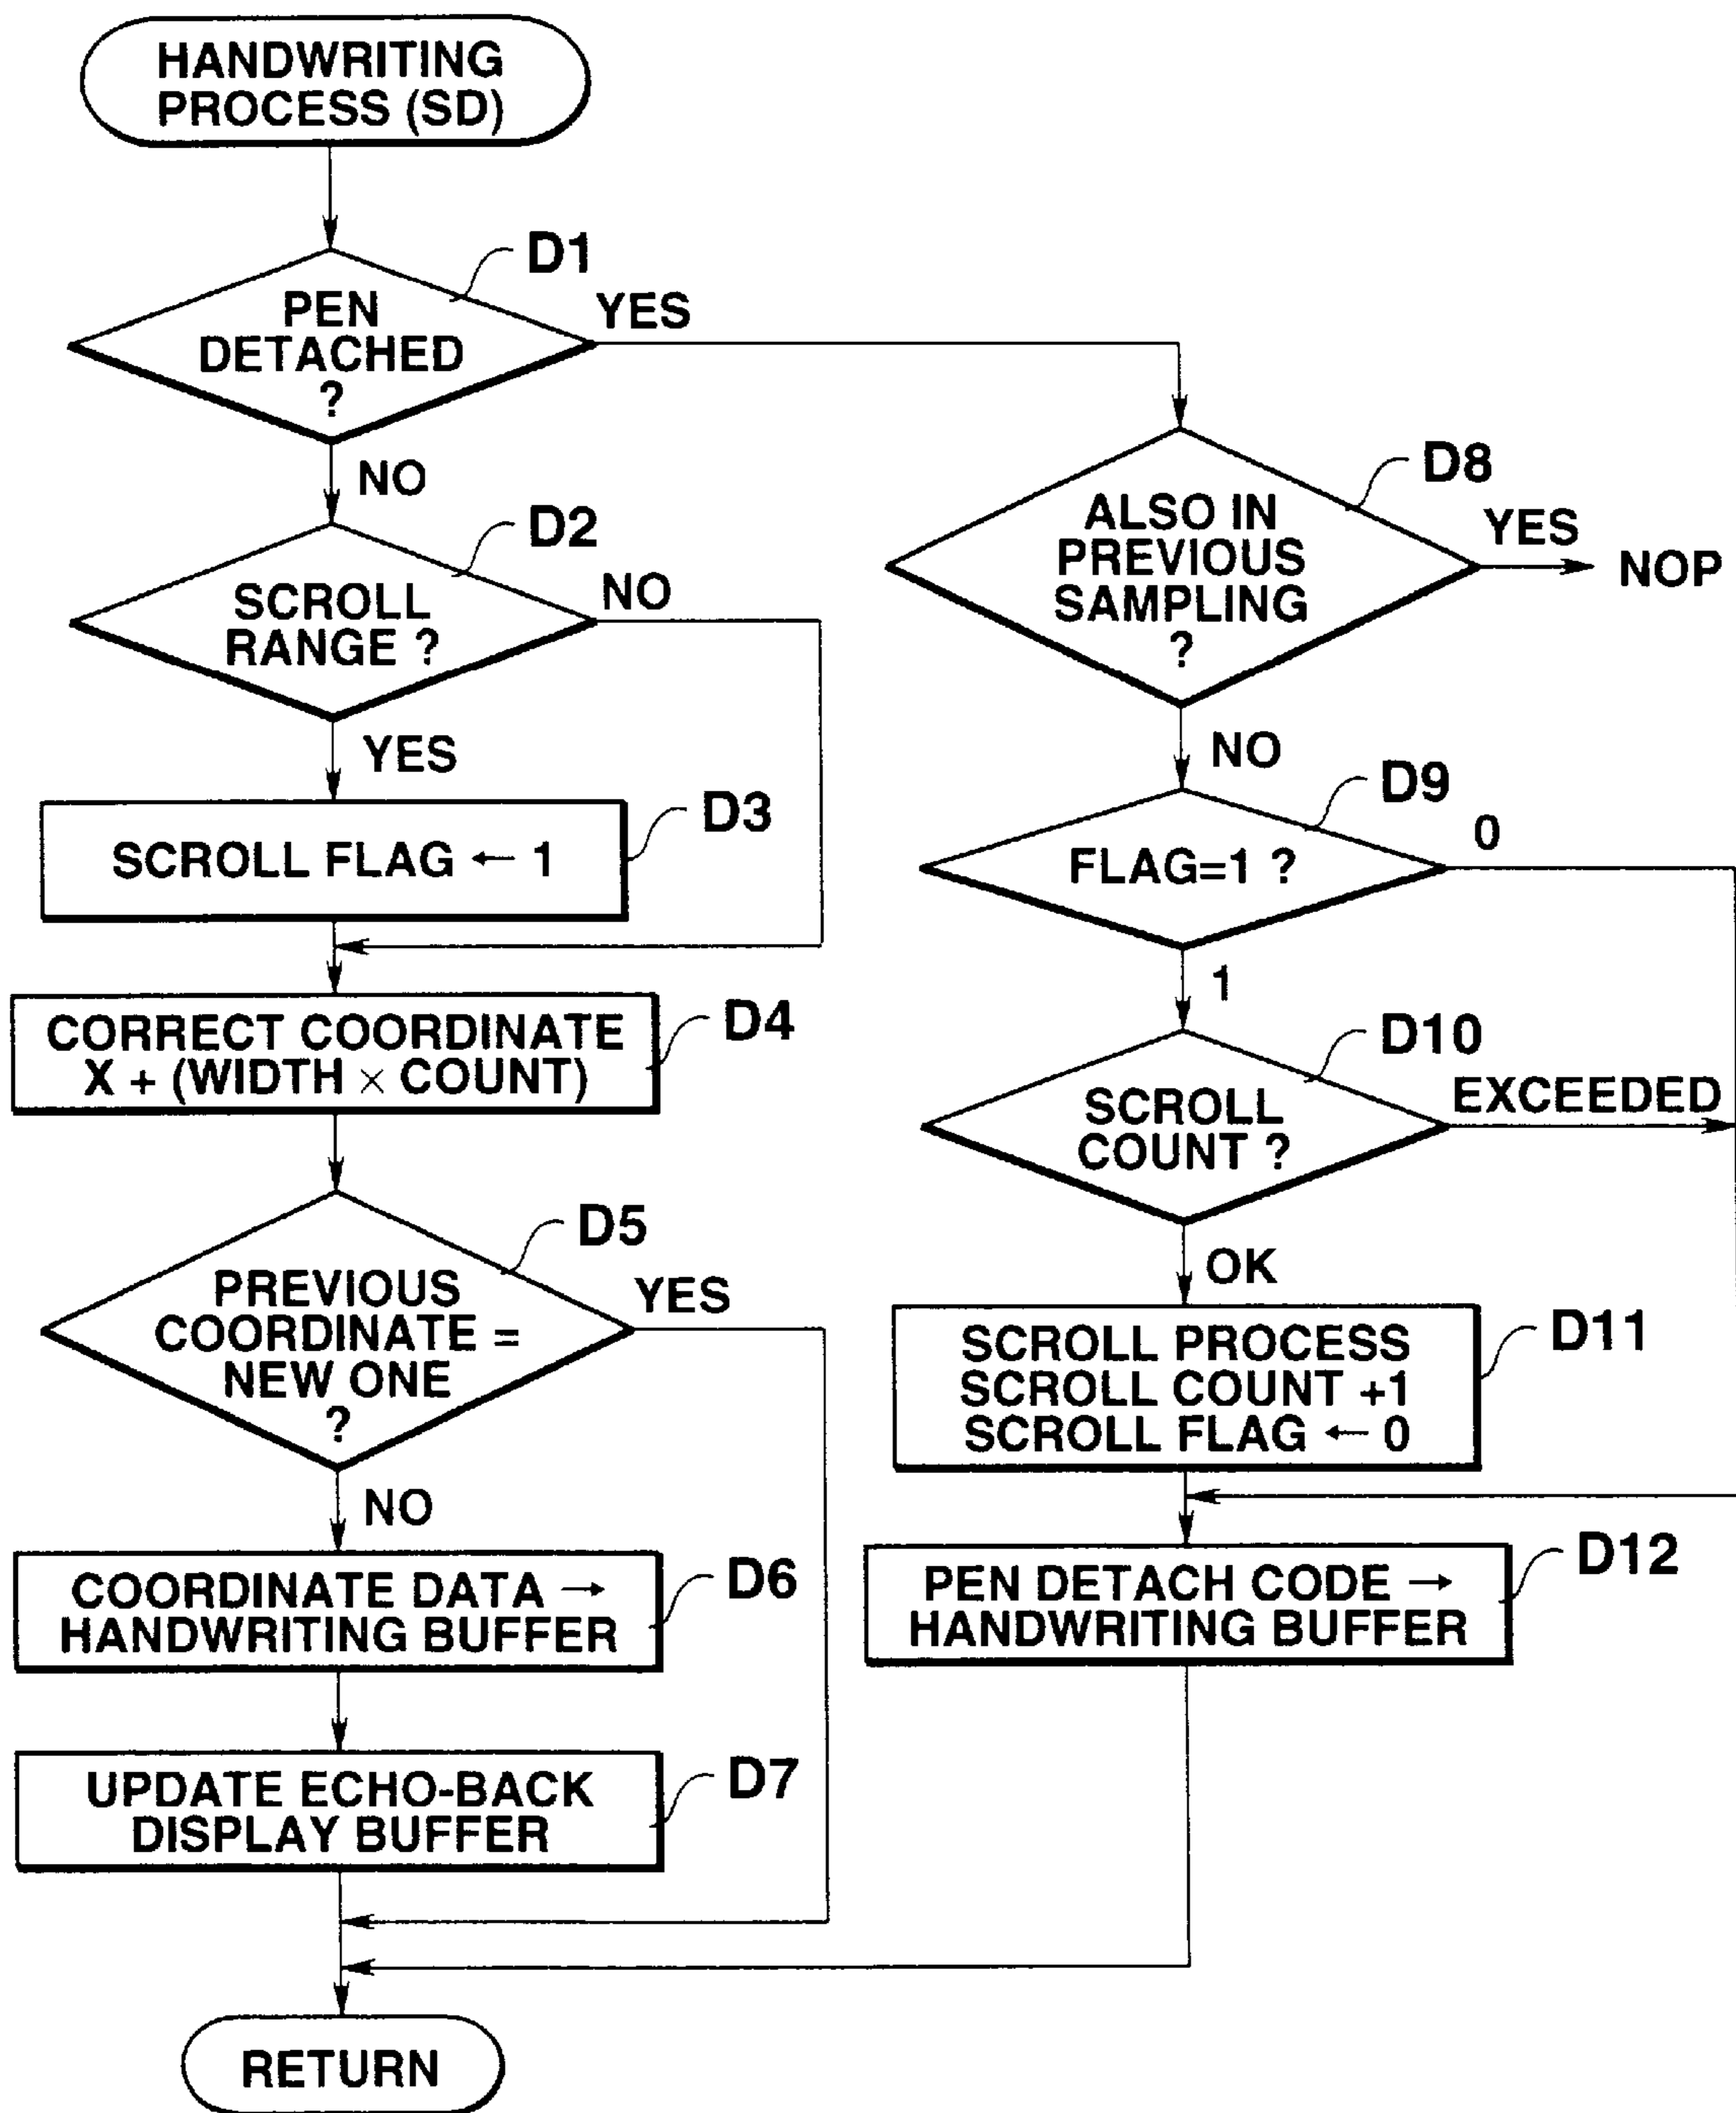 HANDWRITING
PROCESS (SD)
D1
PEN
DETACHED
?
YES
NO
D2
SCROLL
RANGE ?
NO
YES
D3
SCROLL FLAG ← 1
D4
CORRECT COORDINATE
X + (WIDTH × COUNT)
D5
PREVIOUS
COORDINATE =
NEW ONE
?
YES
NO
D6
COORDINATE DATA →
HANDWRITING BUFFER
D7
UPDATE ECHO-BACK
DISPLAY BUFFER
RETURN
D8
ALSO IN
PREVIOUS
SAMPLING
?
YES
NOP
NO
D9
FLAG=1 ?
0
1
D10
SCROLL
COUNT ?
EXCEEDED
OK
D11
SCROLL PROCESS
SCROLL COUNT +1
SCROLL FLAG ← 0
D12
PEN DETACH CODE →
HANDWRITING BUFFER